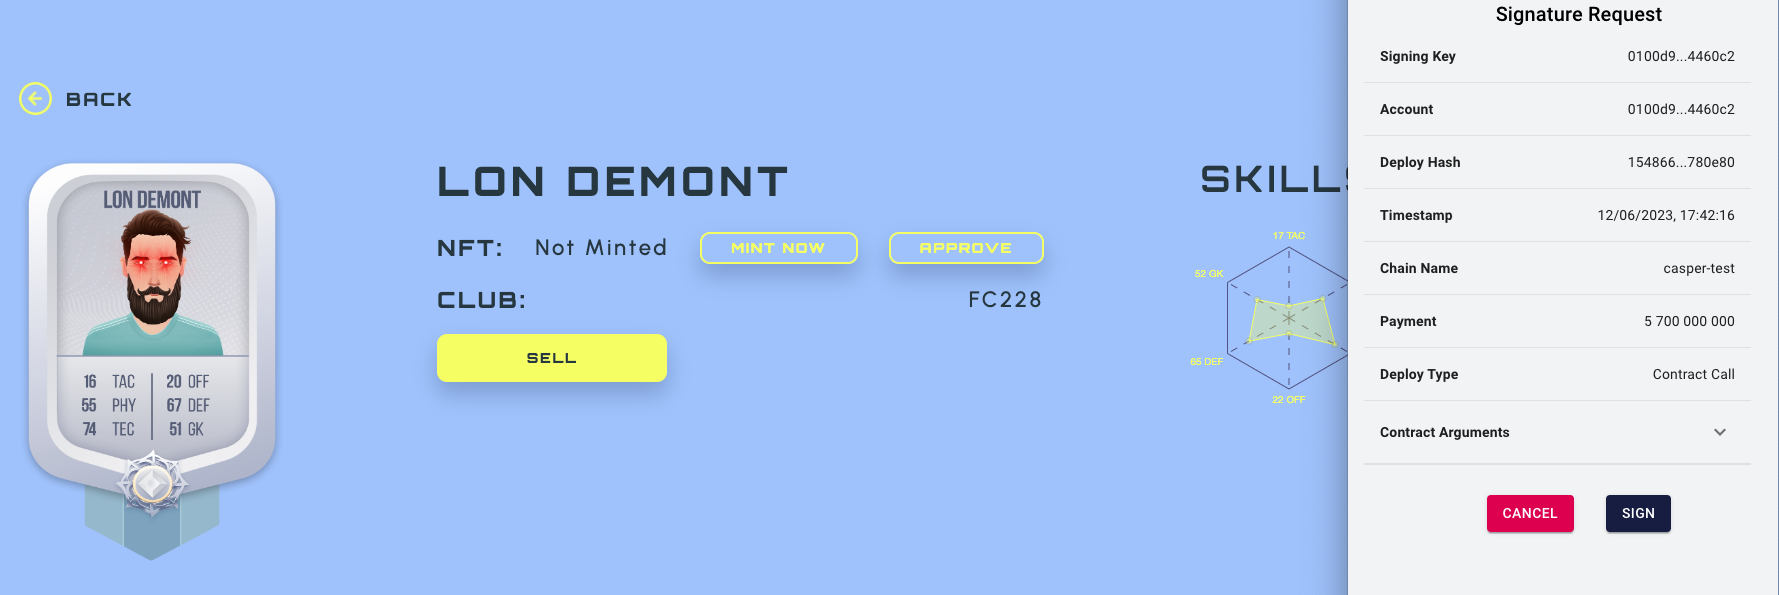 BACK
LON DEMONT
16 TAC 20 OFF
55 PHY 67 DEF
74 TEC 51 GK
LON DEMONT
NFT: Not Minted MINT NOW APPROVE
CLUB: FC228
SELL
SKILLS
17 TAC
52 GK
65 DEF
22 OFF
Signature Request
Signing Key 0100d9...4460c2
Account 0100d9...4460c2
Deploy Hash 154866...780e80
Timestamp 12/06/2023, 17:42:16
Chain Name casper-test
Payment 5 700 000 000
Deploy Type Contract Call
Contract Arguments
CANCEL SIGN